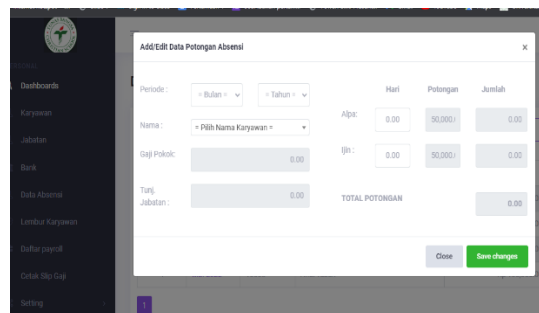 Add/Edit Data Potongan Absensi x
Periode : = Bulan = = Tahun = Hari Potongan Jumlah
Alpa: 0.00 50,000.0 0.00
Nama : = Pilih Nama Karyawan =
Ijin : 0.00 50,000.0 0.00
Gaji Pokok: 0.00
Tunj. Jabatan : 0.00
TOTAL POTONGAN 0.00
Close Save changes
Dashboards
Karyawan
Jabatan
Bank
Data Absensi
Lembur Karyawan
Daftar payroll
Cetak Slip Gaji
Setting
1